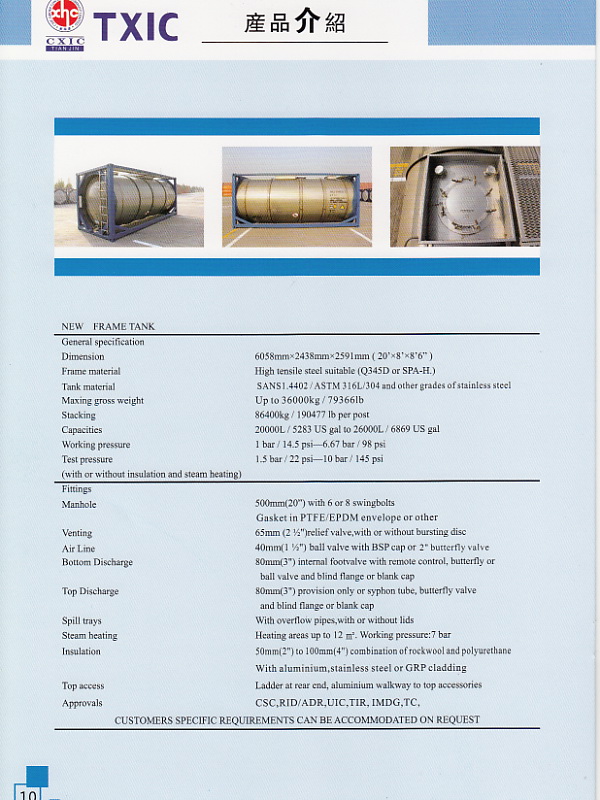 CXIC
TIANJIN
TXIC
產品介紹
NEW FRAME TANK
General specification
Dimension 6058mm×2438mm×2591mm ( 20’×8’×8’6” )
Frame material High tensile steel suitable (Q345D or SPA-H.)
Tank material SANS1.4402 / ASTM 316L/304 and other grades of stainless steel
Maxing gross weight Up to 36000kg / 79366lb
Stacking 86400kg / 190477 lb per post
Capacities 20000L / 5283 US gal to 26000L / 6869 US gal
Working pressure 1 bar / 14.5 psi—6.67 bar / 98 psi
Test pressure 1.5 bar / 22 psi—10 bar / 145 psi
(with or without insulation and steam heating)
Fittings
Manhole 500mm(20”) with 6 or 8 swingbolts
Gasket in PTFE/EPDM envelope or other
Venting 65mm (2 ½")relief valve,with or without bursting disc
Air Line 40mm(1 ½") ball valve with BSP cap or 2" butterfly valve
Bottom Discharge 80mm(3") internal footvalve with remote control, butterfly or
ball valve and blind flange or blank cap
Top Discharge 80mm(3") provision only or syphon tube, butterfly valve
and blind flange or blank cap
Spill trays With overflow pipes,with or without lids
Steam heating Heating areas up to 12 ㎡. Working pressure:7 bar
Insulation 50mm(2") to 100mm(4") combination of rockwool and polyurethane
With aluminium,stainless steel or GRP cladding
Top access Ladder at rear end, aluminium walkway to top accessories
Approvals CSC,RID/ADR,UIC,TIR, IMDG,TC,
CUSTOMERS SPECIFIC REQUIREMENTS CAN BE ACCOMMODATED ON REQUEST
10